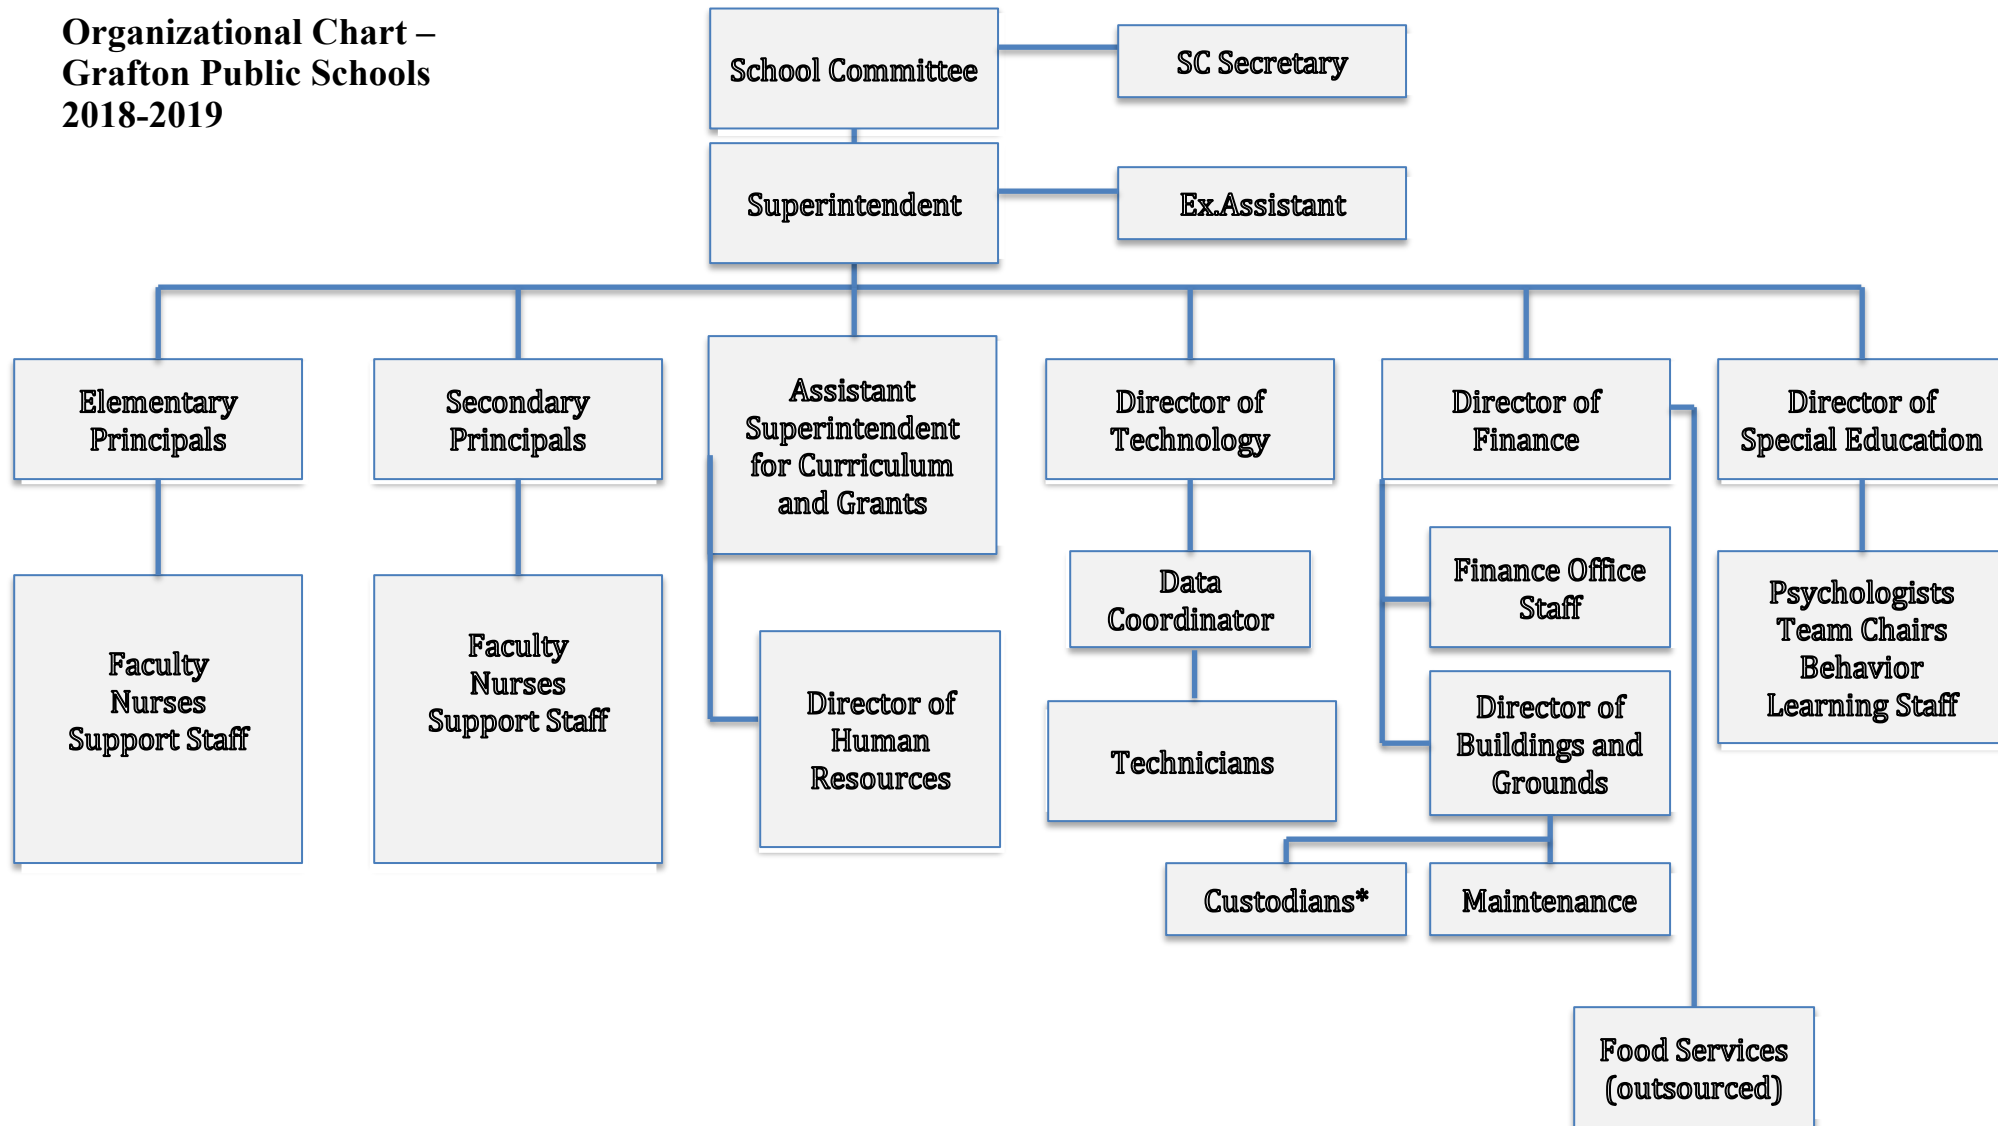 Organizational Chart –
Grafton Public Schools
2018-2019
School Committee
SC Secretary
Superintendent
Ex.Assistant
Elementary
Principals
Secondary
Principals
Assistant
Superintendent
for Curriculum
and Grants
Director of
Technology
Director of
Finance
Director of
Special Education
Faculty
Nurses
Support Staff
Faculty
Nurses
Support Staff
Director of
Human
Resources
Data
Coordinator
Technicians
Finance Office
Staff
Director of
Buildings and
Grounds
Psychologists
Team Chairs
Behavior
Learning Staff
Custodians*
Maintenance
Food Services
(outsourced)